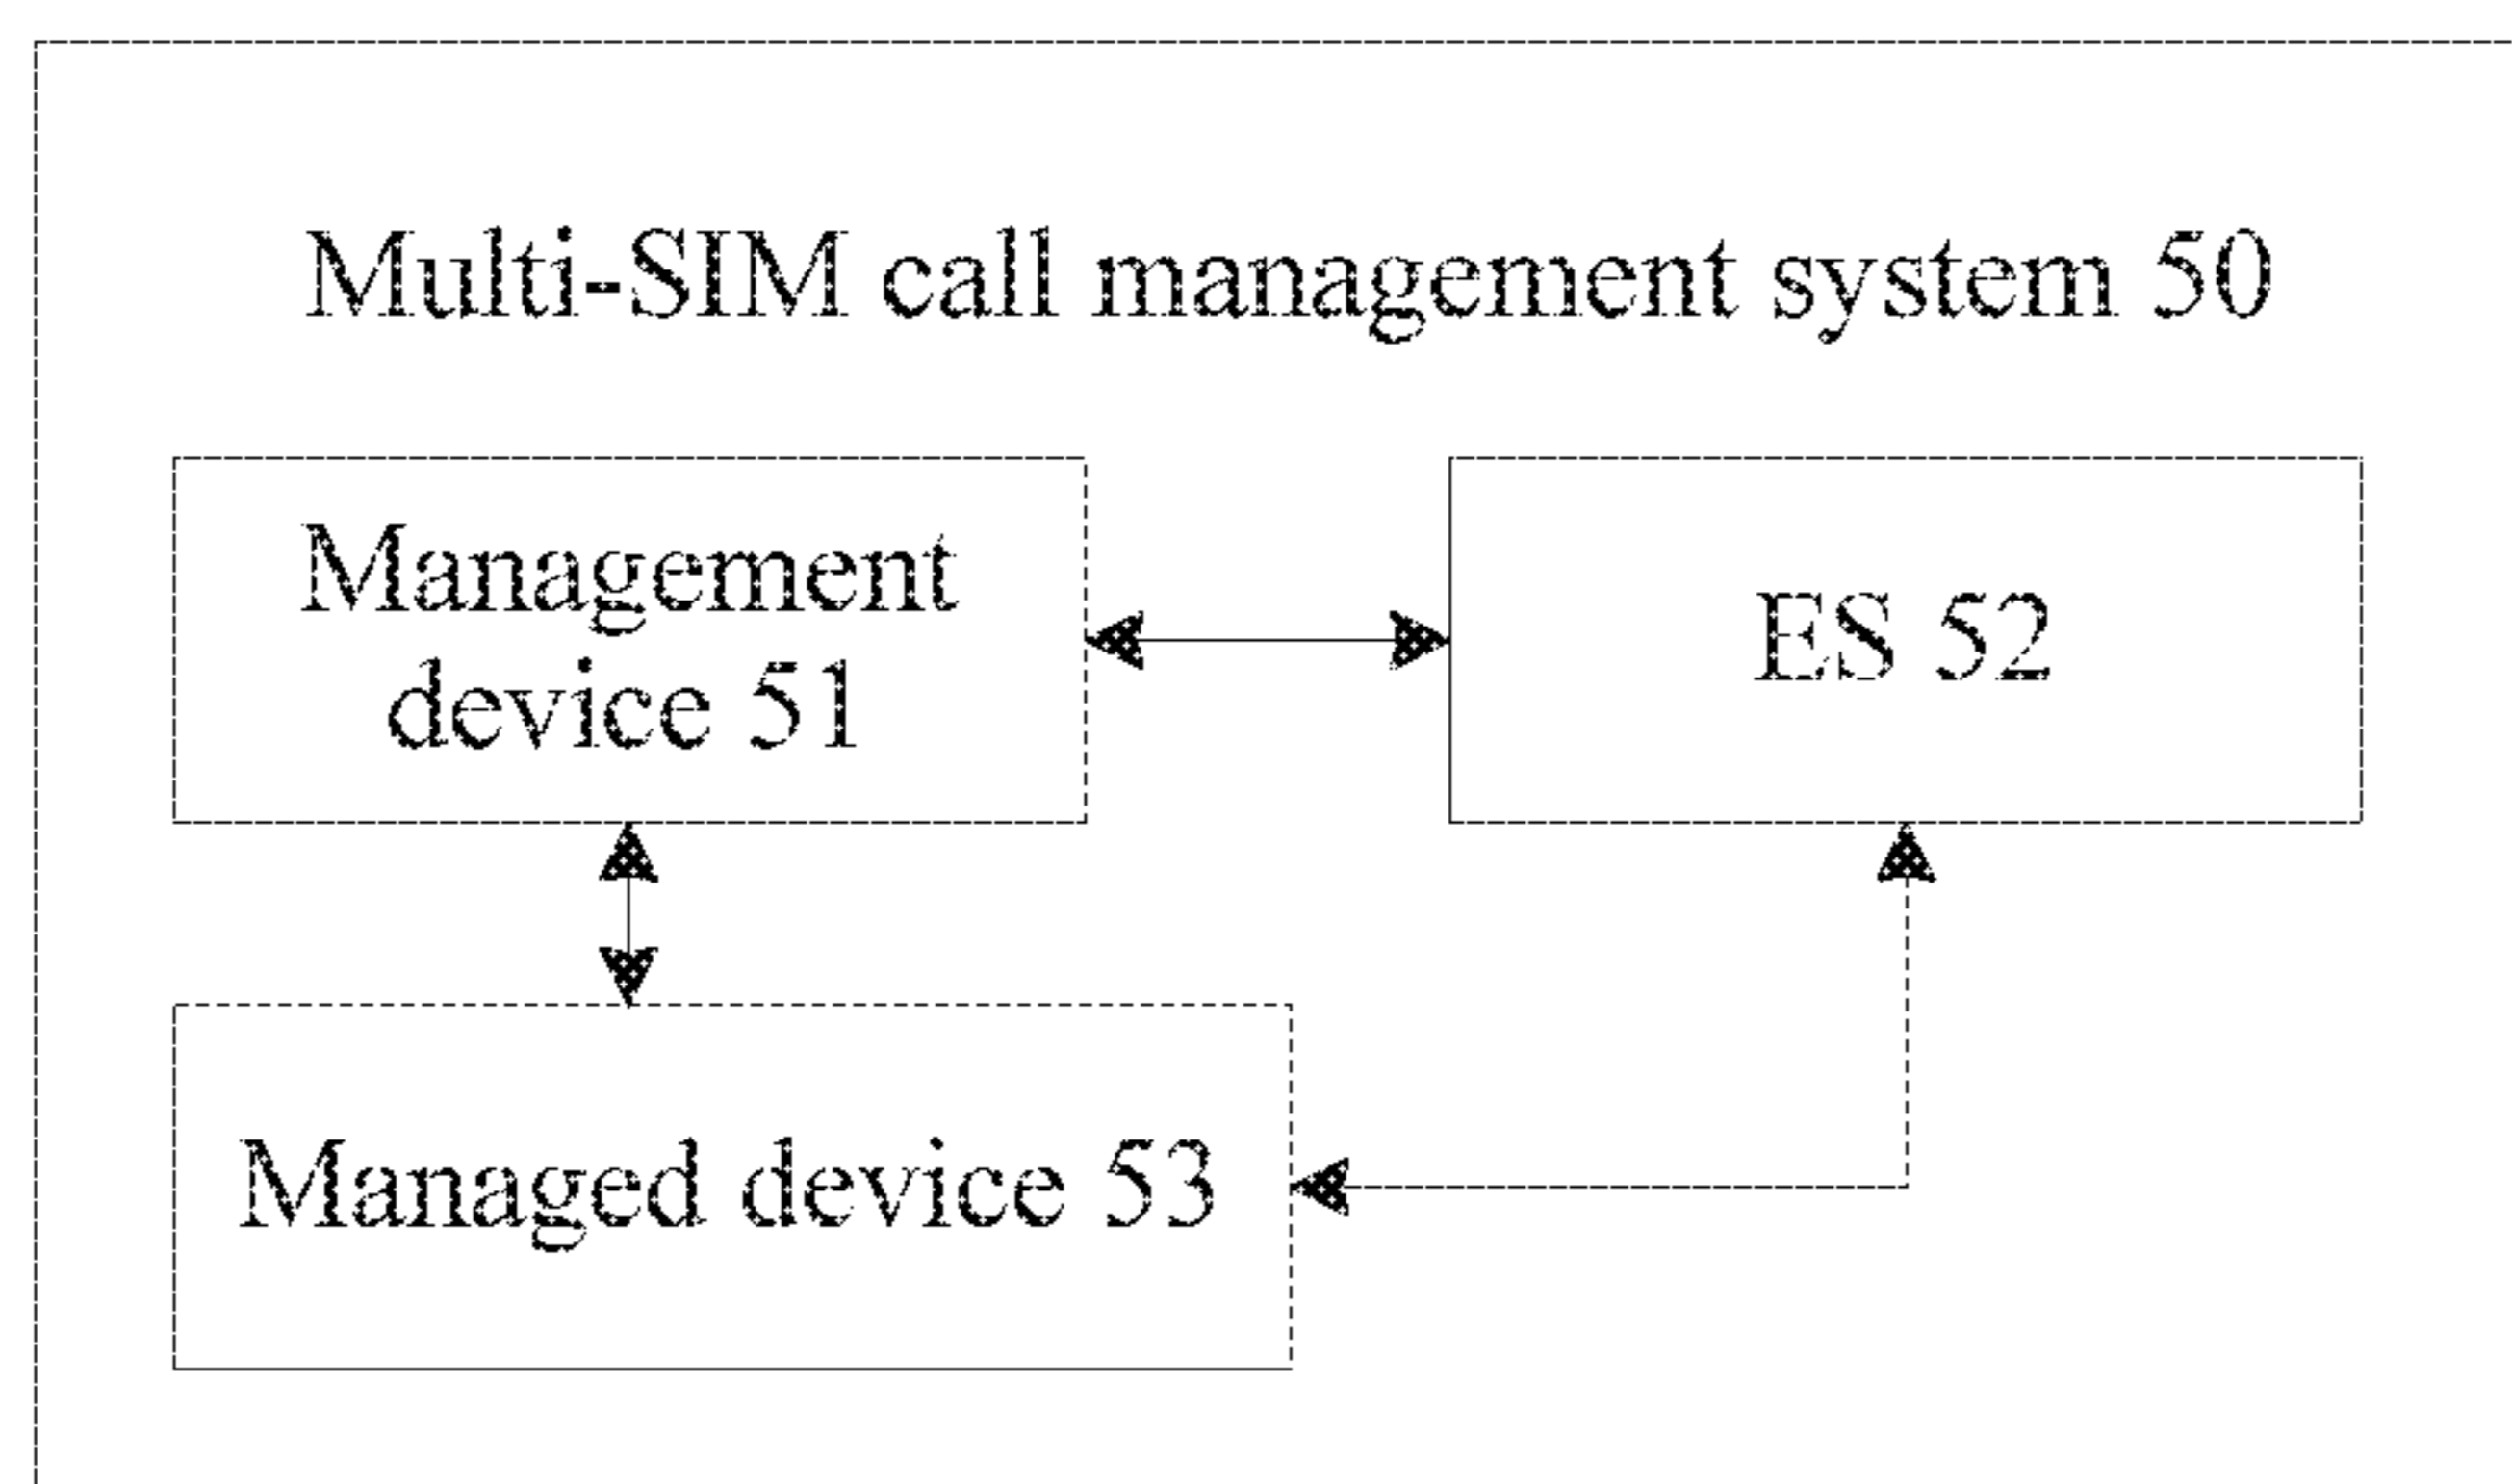 Multi-SIM call management system 50
Management
device 51
ES 52
Managed device 53